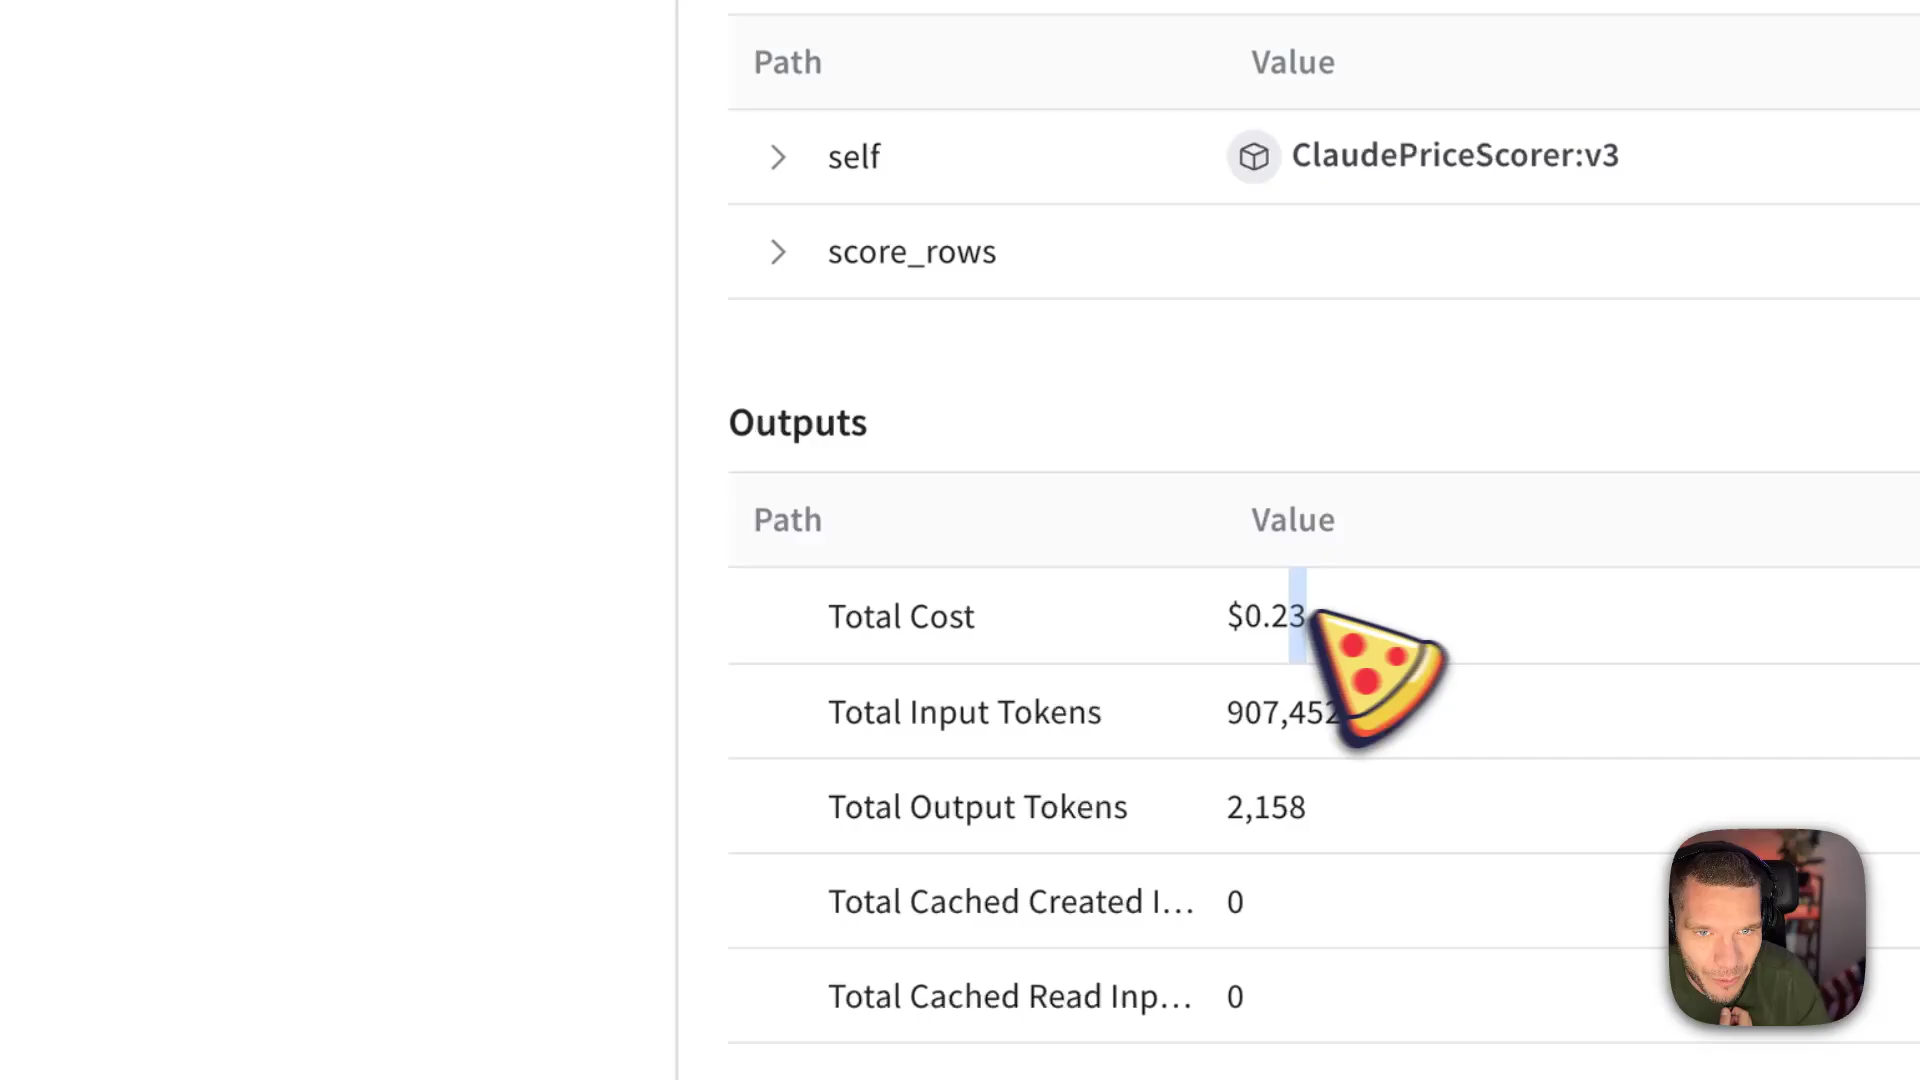 Path Value
self ClaudePriceScorer:v3
score_rows
Outputs
Path Value
Total Cost $0.23
Total Input Tokens 907,452
Total Output Tokens 2,158
Total Cached Created I... 0
Total Cached Read Inp... 0